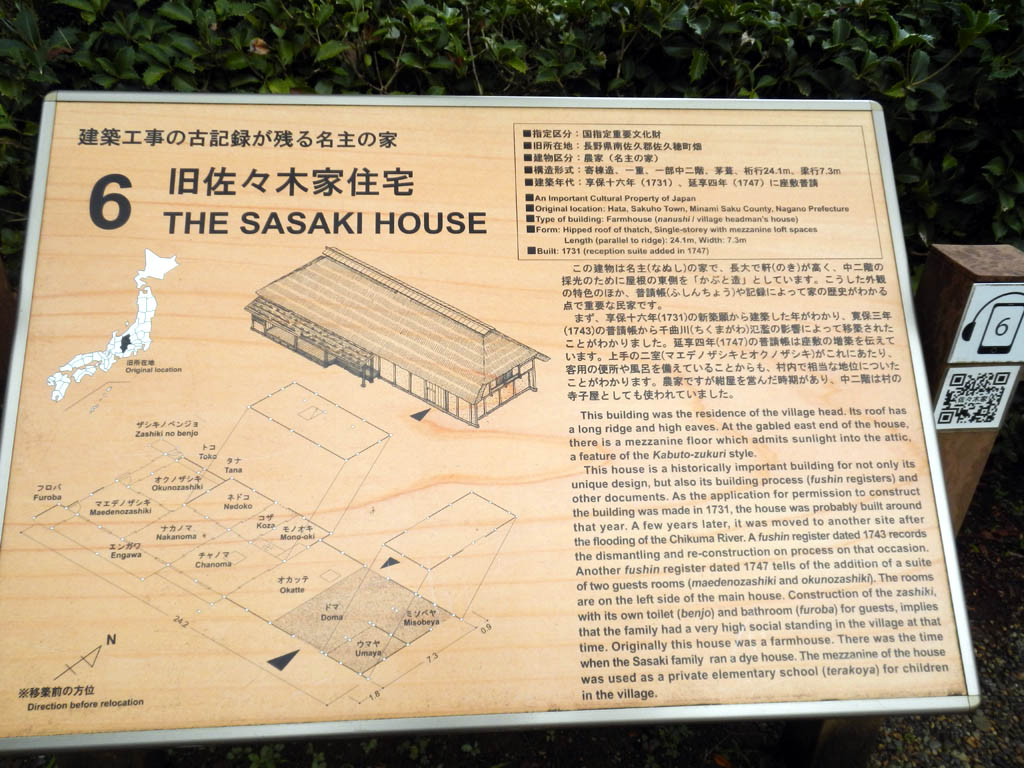 建築工事の古記録が残る名主の家
6
旧佐々木家住宅
THE SASAKI HOUSE
■指定区分：国指定重要文化財
■旧所在地：長野県南佐久郡佐久穂町畑
■建物区分：農家（名主の家）
■構造形式：寄棟造、一重、一部中二階、茅葺、桁行24.1m、梁行7.3m
■建築年代：享保十六年（1731）、延享四年（1747）に座敷普請
■An Important Cultural Property of Japan
■Original location: Hata, Sakuho Town, Minami Saku County, Nagano Prefecture
■Type of building: Farmhouse (nanushi / village headman's house)
■Form: Hipped roof of thatch, Single-storey with mezzanine loft spaces
Length (parallel to ridge): 24.1m, Width: 7.3m
■Built: 1731 (reception suite added in 1747)
この建物は名主(なぬし)の家で、長大で軒(のき)が高く、中二階の
採光のために屋根の東側を「かぶと造」としています。こうした外観
の特色のほか、普請帳(ふしんちょう)や記録によって家の歴史がわかる
点で重要な民家です。
まず、享保十六年(1731)の新築願から建築した年がわかり、寛保三年
(1743)の普請帳から千曲川(ちくまがわ)氾濫の影響によって移築された
ことがわかりました。延享四年(1747)の普請帳は座敷の増築を伝えて
います。上手の二室(マエデノザシキとオクノザシキ)がこれにあたり、
客用の便所や風呂を備えていることからも、村内で相当な地位についた
ことがわかります。農家ですが紺屋を営んだ時期があり、中二階は村の
寺子屋としても使われていました。
This building was the residence of the village head. Its roof has
a long ridge and high eaves. At the gabled east end of the house,
there is a mezzanine floor which admits sunlight into the attic,
a feature of the Kabuto-zukuri style.
This house is a historically important building for not only its
unique design, but also its building process (fushin registers) and
other documents. As the application for permission to construct
the building was made in 1731, the house was probably built around
that year. A few years later, it was moved to another site after
the flooding of the Chikuma River. A fushin register dated 1743 records
the dismantling and re-construction on process on that occasion.
Another fushin register dated 1747 tells of the addition of a suite
of two guests rooms (maedenozashiki and okunozashiki). The rooms
are on the left side of the main house. Construction of the zashiki,
with its own toilet (benjo) and bathroom (furoba) for guests, implies
that the family had a very high social standing in the village at that
time. Originally this house was a farmhouse. There was the time
when the Sasaki family ran a dye house. The mezzanine of the house
was used as a private elementary school (terakoya) for children
in the village.
旧所在地
Original location
ザシキノベンジョ
Zashiki no benjo
トコ
Toko
タナ
Tana
フロバ
Furoba
オクノザシキ
Okunozashiki
マエデノザシキ
Maedenozashiki
ネドコ
Nedoko
コザ
Koza
ナカノマ
Nakanoma
モノオキ
Mono-oki
エンガワ
Engawa
チャノマ
Chanoma
オカッテ
Okatte
ドマ
Doma
ミソベヤ
Misobeya
ウマヤ
Umaya
24.2
0.9
7.3
1.8
N
※移築前の方位
Direction before relocation
6